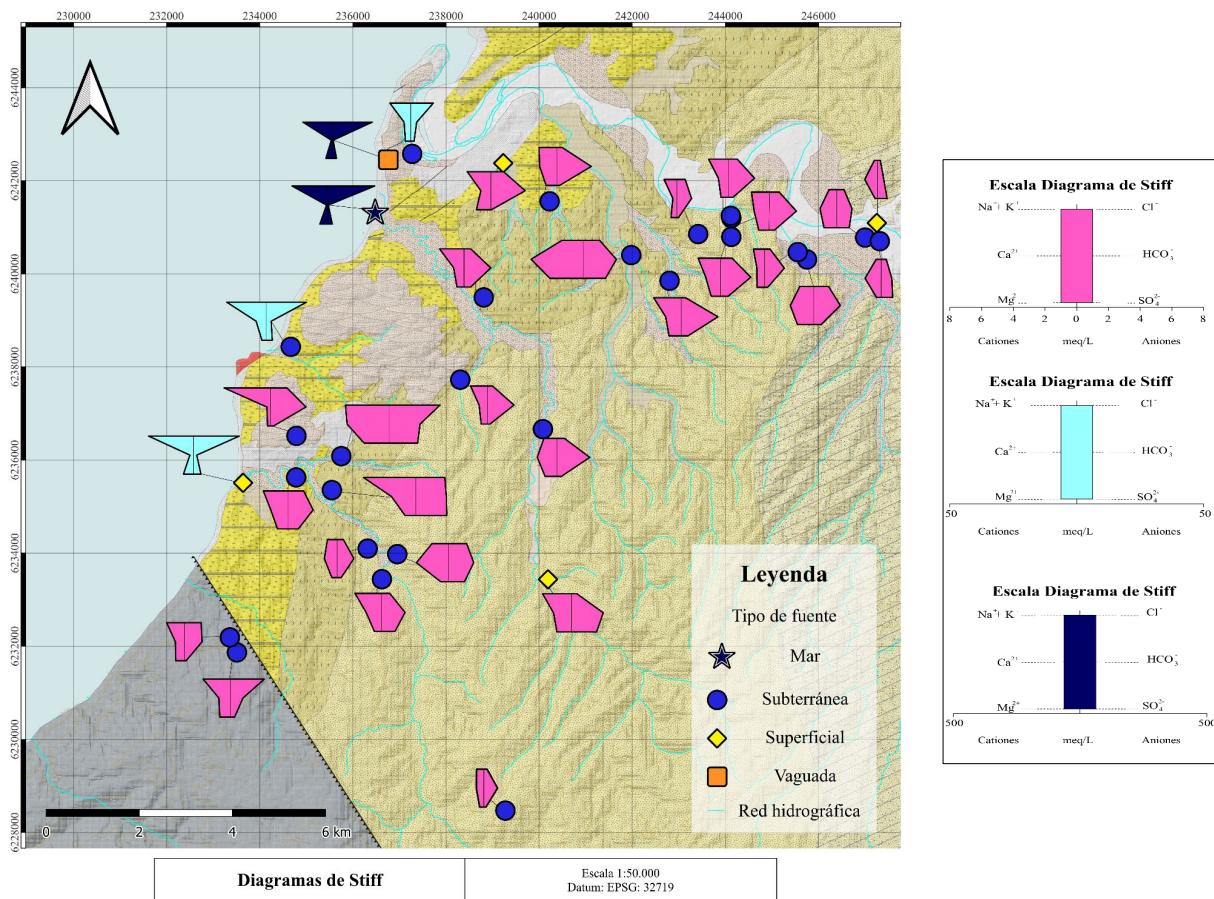 230000 232000 234000 236000 238000 240000 242000 244000 246000
6244000
6242000
6240000
6238000
6236000
6234000
6232000
6230000
6228000
Leyenda
Tipo de fuente
Mar
Subterránea
Superficial
Vaguada
Red hidrográfica
0 2 4 6 km
Diagramas de Stiff
Escala 1:50.000
Datum: EPSG: 32719
Escala Diagrama de Stiff
Na⁺+ K⁺ Cl⁻
Ca²⁺ HCO₃⁻
Mg² SO₄²⁻
8 6 4 2 0 2 4 6 8
Cationes meq/L Aniones
Escala Diagrama de Stiff
Na⁺+ K⁺ Cl⁻
Ca²⁺ HCO₃⁻
Mg²⁺ SO₄²⁻
50 50
Cationes meq/L Aniones
Escala Diagrama de Stiff
Na⁺+ K Cl⁻
Ca²⁺ HCO₃⁻
Mg²⁺ SO₄²⁻
500 500
Cationes meq/L Aniones